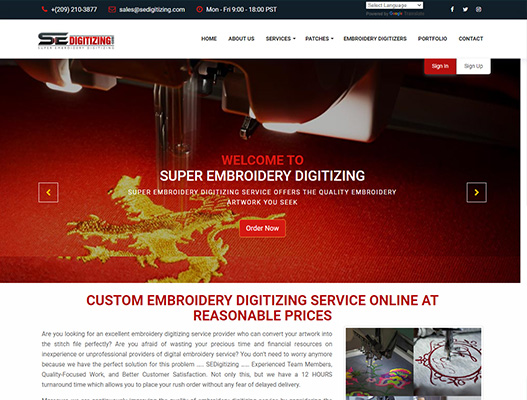 +(209) 210-3877 sales@sedigitizing.com Mon - Fri 9:00 - 18:00 PST Select Language
Powered by Google Translate
SE DIGITIZING
SUPER EMBROIDERY DIGITIZING
HOME ABOUT US SERVICES PATCHES EMBROIDERY DIGITIZERS PORTFOLIO CONTACT
Sign In Sign Up
WELCOME TO
SUPER EMBROIDERY DIGITIZING
SUPER EMBROIDERY DIGITIZING SERVICE OFFERS THE QUALITY EMBROIDERY
ARTWORK YOU SEEK
Order Now
CUSTOM EMBROIDERY DIGITIZING SERVICE ONLINE AT
REASONABLE PRICES
Are you looking for an excellent embroidery digitizing service provider who can convert your artwork
into the stitch file perfectly? Are you afraid of wasting your precious time and financial resources on
inexperience or unprofessional providers of digital embroidery service? You don't need to worry anymore
because we have the perfect solution for this problem ..... SEDigitizing ...... Experienced Team Members,
Quality-Focused Work, and Better Customer Satisfaction. Not only this, but we have a 12 HOURS
turnaround time which allows you to place your rush order without any fear of delayed delivery.